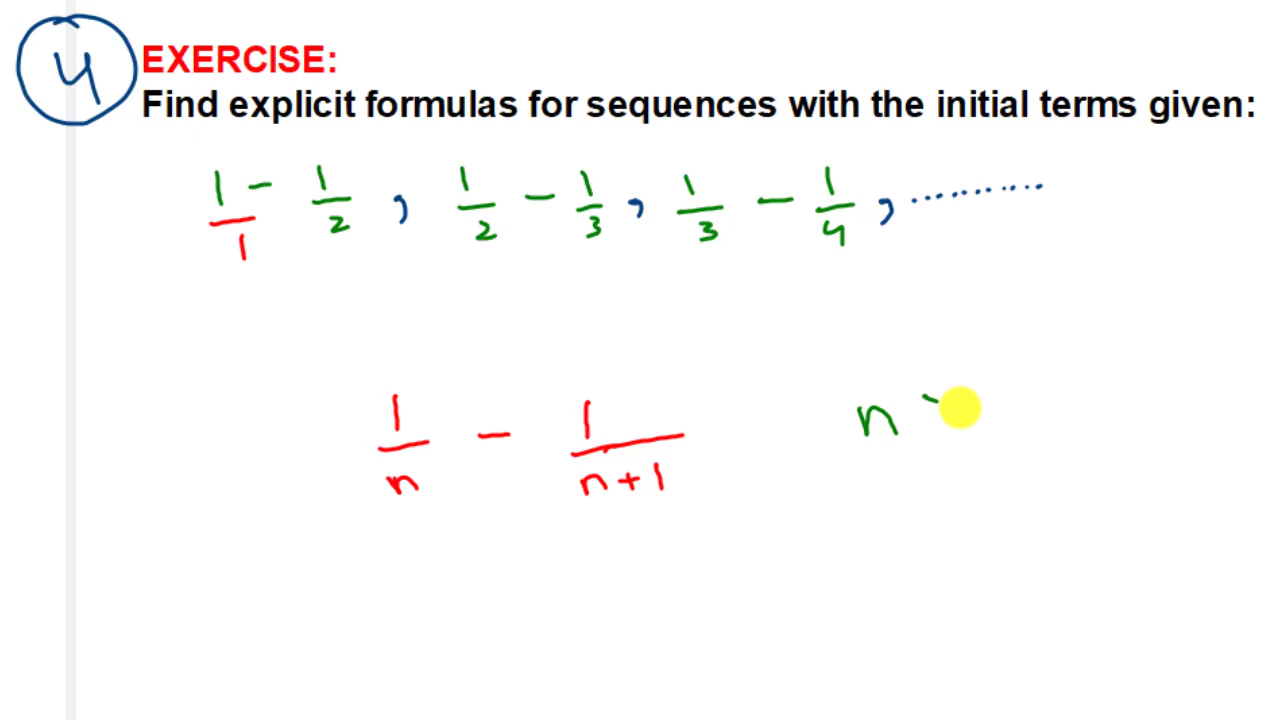 4
EXERCISE:
Find explicit formulas for sequences with the initial terms given:
1/1 - 1/2 , 1/2 - 1/3 , 1/3 - 1/4 , ..........
1/n - 1/(n+1) n